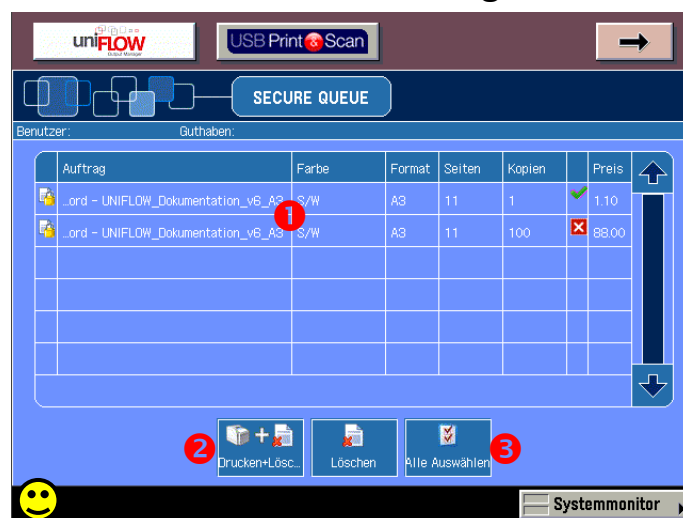 uniFLOW
Output Manager
USB Print & Scan
SECURE QUEUE
Benutzer: Guthaben:
Auftrag Farbe Format Seiten Kopien Preis
...ord - UNIFLOW_Dokumentation_v6_A3 S/W A3 11 1 1.10
...ord - UNIFLOW_Dokumentation_v6_A3 S/W A3 11 100 88.00
1
2 Drucken+Lösc... Löschen Alle Auswählen 3
Systemmonitor